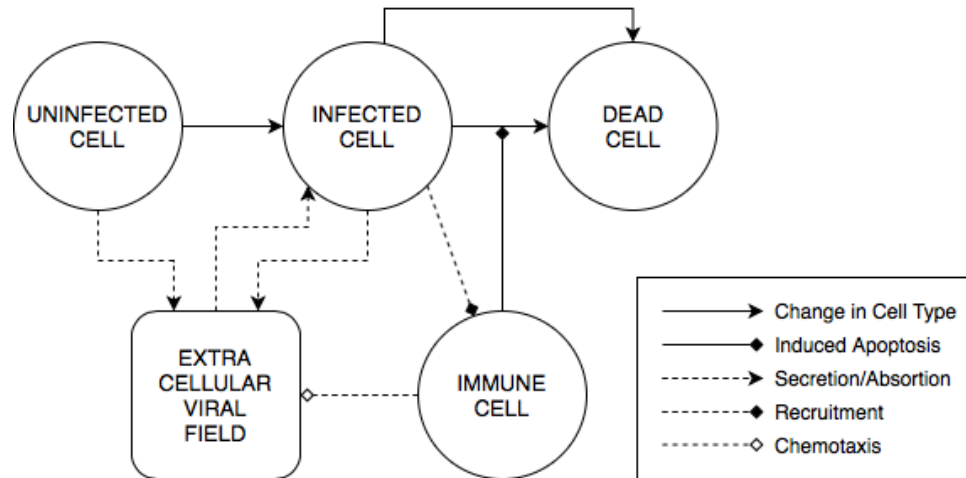 UNINFECTED
CELL
INFECTED
CELL
DEAD
CELL
EXTRA
CELLULAR
VIRAL
FIELD
IMMUNE
CELL
Change in Cell Type
Induced Apoptosis
Secretion/Absortion
Recruitment
Chemotaxis